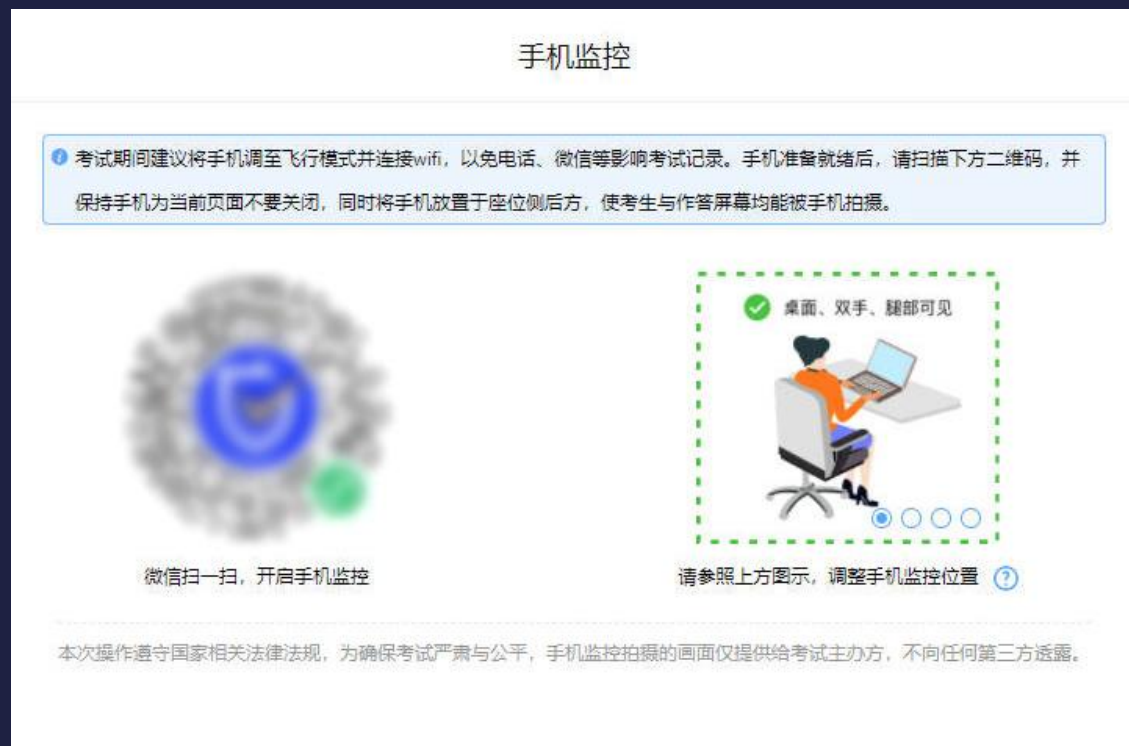 手机监控
考试期间建议将手机调至飞行模式并连接wifi，以免电话、微信等影响考试记录。手机准备就绪后，请扫描下方二维码，并
保持手机为当前页面不要关闭，同时将手机放置于座位侧后方，使考生与作答屏幕均能被手机拍摄。
桌面、双手、腿部可见
微信扫一扫，开启手机监控
请参照上方图示，调整手机监控位置
本次操作遵守国家相关法律法规，为确保考试严肃与公平，手机监控拍摄的画面仅提供给考试主办方，不向任何第三方透露。